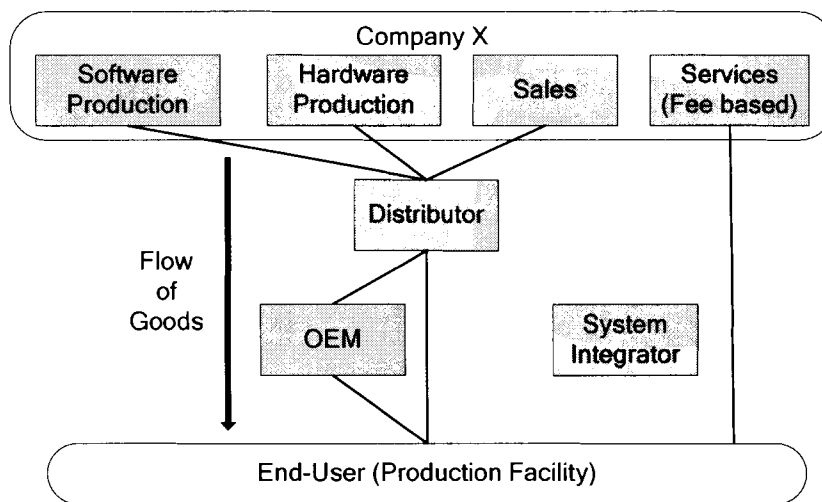 Company X
Software
Production
Hardware
Production
Sales
Services
(Fee based)
Distributor
Flow
of
Goods
OEM
System
Integrator
End-User (Production Facility)